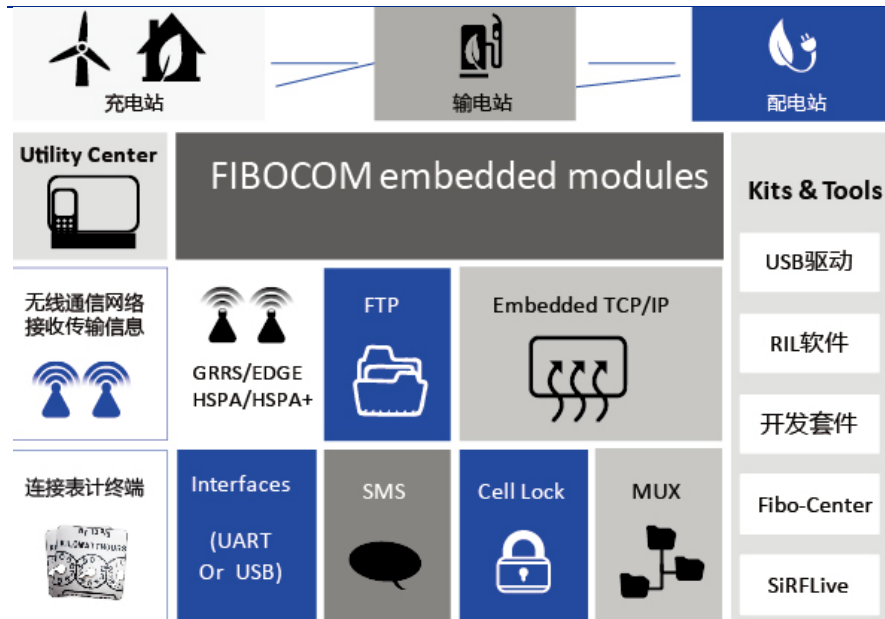 充电站
输电站
配电站
Utility Center
FIBOCOM embedded modules
Kits & Tools
USB驱动
RIL软件
开发套件
Fibo-Center
SiRFLive
无线通信网络
接收传输信息
GRRS/EDGE
HSPA/HSPA+
FTP
Embedded TCP/IP
连接表计终端
KILOWATTHOURS
Interfaces
(UART
Or USB)
SMS
Cell Lock
MUX